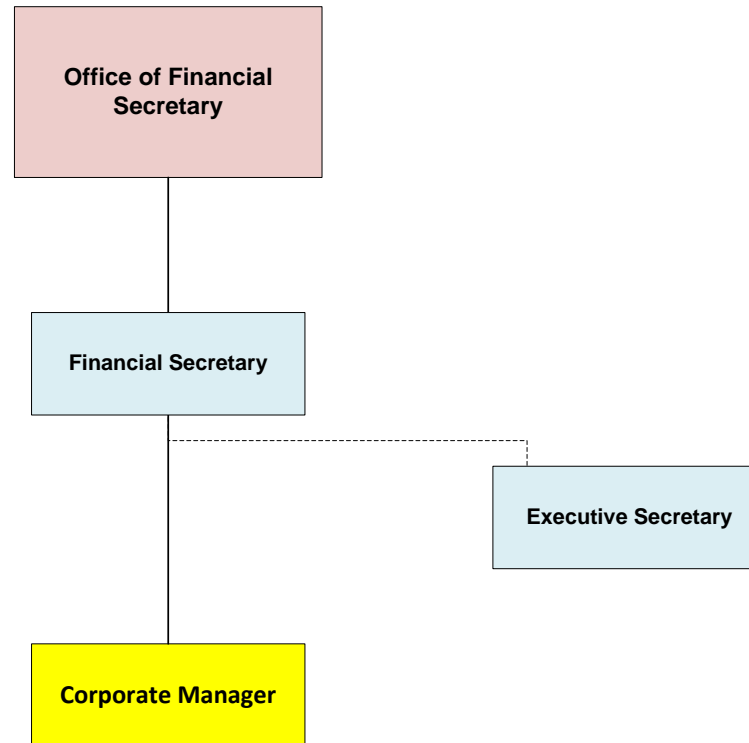 Office of Financial
Secretary
Financial Secretary
Executive Secretary
Corporate Manager